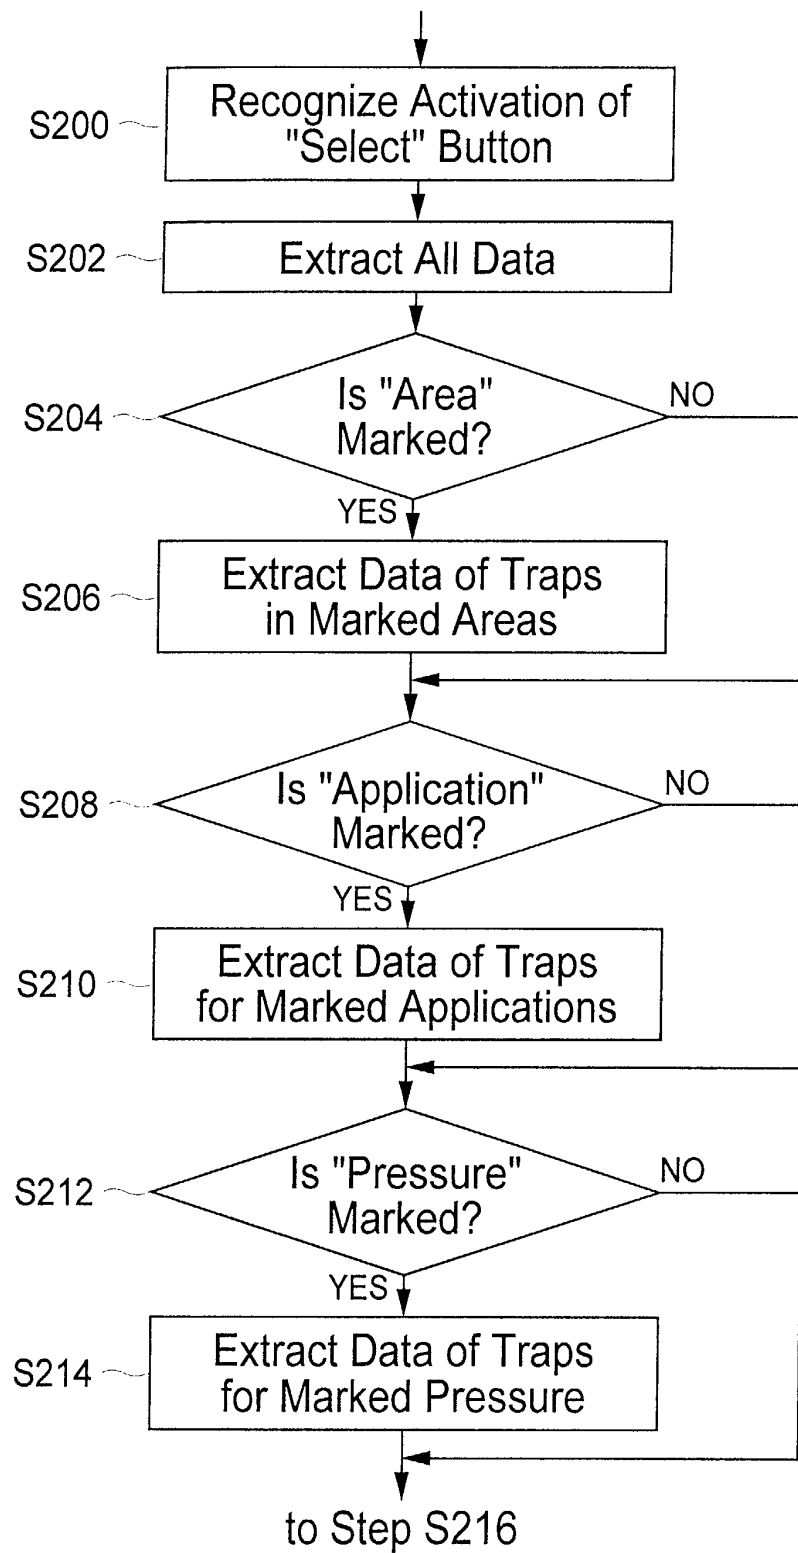 S200
Recognize Activation of
"Select" Button
S202
Extract All Data
S204
Is "Area"
Marked?
NO
YES
S206
Extract Data of Traps
in Marked Areas
S208
Is "Application"
Marked?
NO
YES
S210
Extract Data of Traps
for Marked Applications
S212
Is "Pressure"
Marked?
NO
YES
S214
Extract Data of Traps
for Marked Pressure
to Step S216